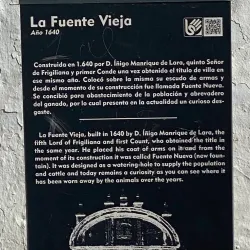 La Fuente Vieja
Año 1640
Construida en 1.640 por D. Íñigo Manrique de Lara, quinto Señor
de Frigiliana y primer Conde una vez obtenido el título de villa en
ese mismo año. Colocó sobre la misma su escudo de armas y
desde el momento de su construcción fue llamada Fuente Nueva.
Se concibió para abastecimiento de la población y abrevadero
del ganado, por lo cual presenta en la actualidad un curioso des-
gaste.
La Fuente Vieja, built in 1640 by D. Íñigo Manrique de Lara, the
fifth Lord of Frigiliana and first Count, who obtained the title in
the same year. He placed his coat of arms on it and from the
moment of its construction it was called Fuente Nueva (new foun-
tain). It was designed as a watering-hole to supply the population
and cattle and today remains a curiosity as you can see where it
has been worn away by the animals over the years.